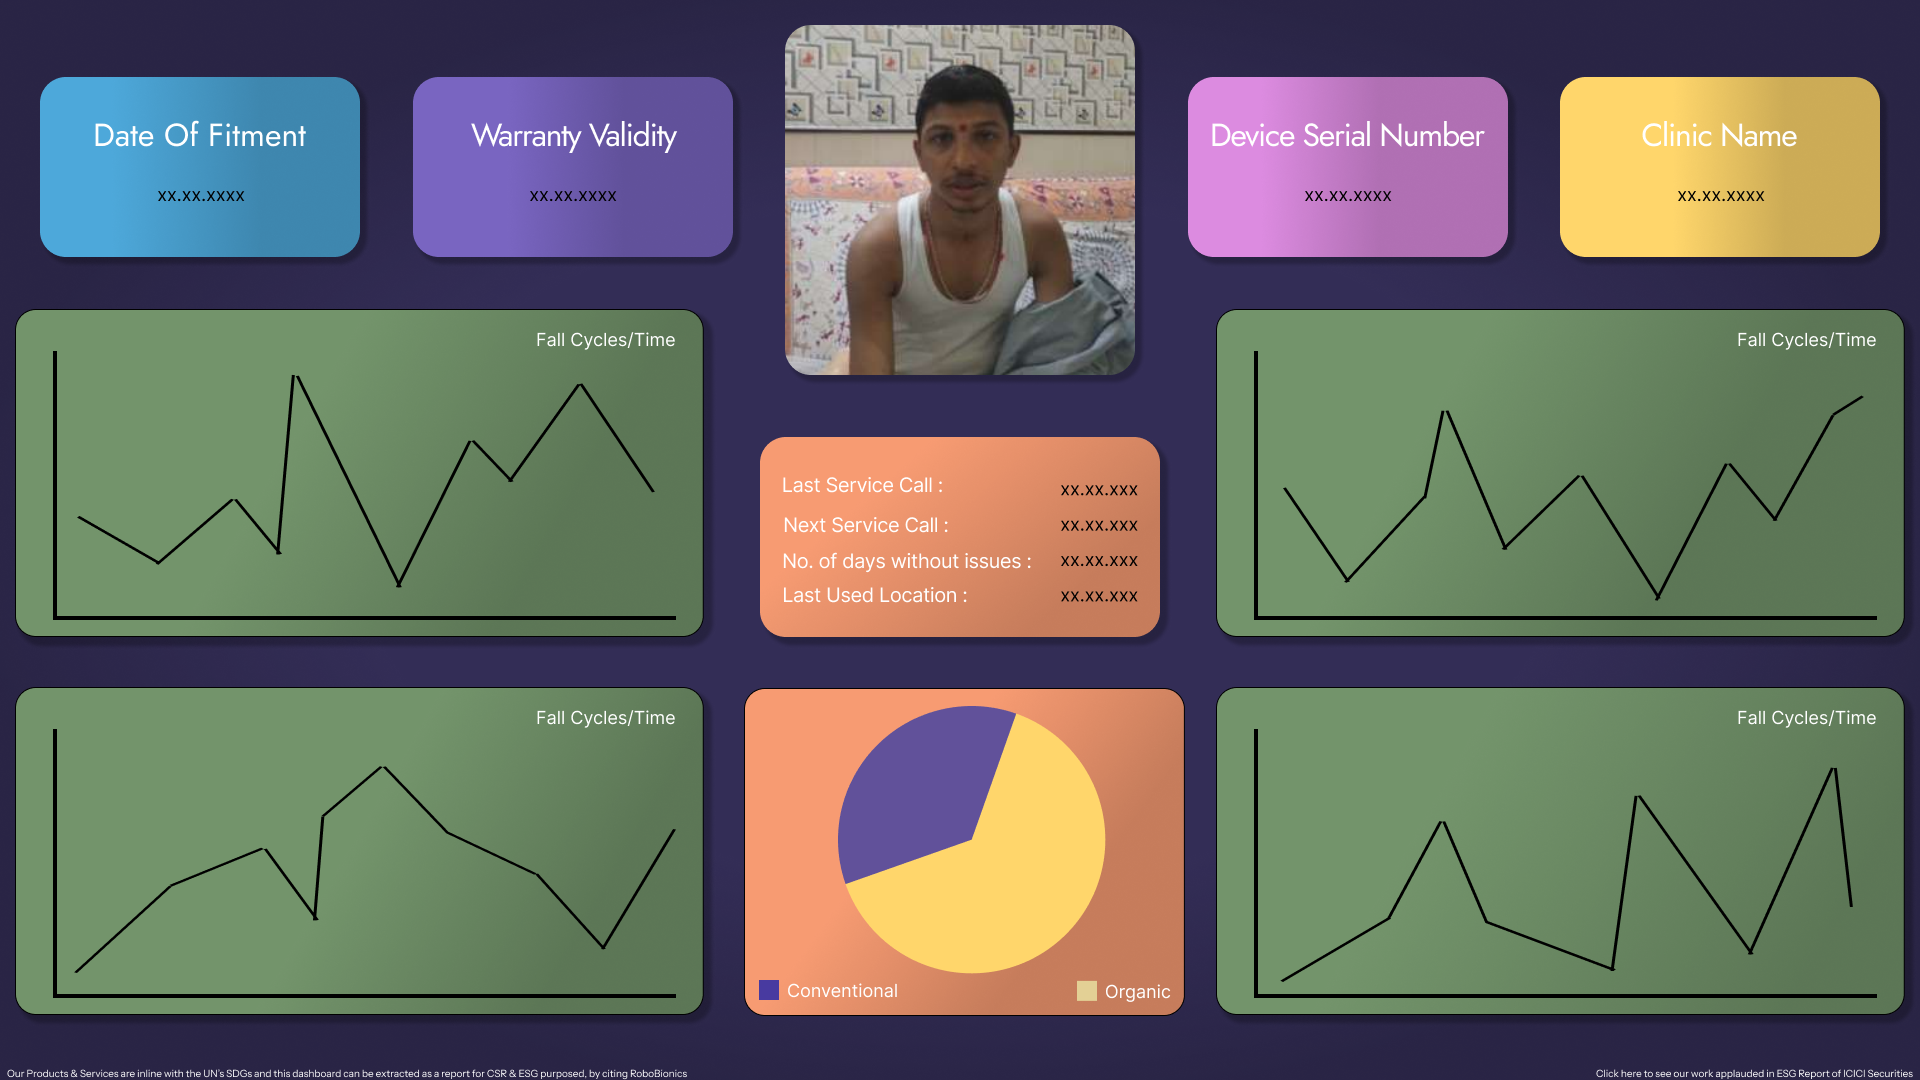 Date Of Fitment
xx.xx.xxxx
Warranty Validity
xx.xx.xxxx
Device Serial Number
xx.xx.xxxx
Clinic Name
xx.xx.xxxx
Fall Cycles/Time
Fall Cycles/Time
Last Service Call : xx.xx.xxx
Next Service Call : xx.xx.xxx
No. of days without issues : xx.xx.xxx
Last Used Location : xx.xx.xxx
Fall Cycles/Time
Fall Cycles/Time
Conventional
Organic
Our Products & Services are inline with the UN's SDGs and this dashboard can be extracted as a report for CSR & ESG purposed, by citing RoboBionics
Click here to see our work applauded in ESG Report of ICICI Securities